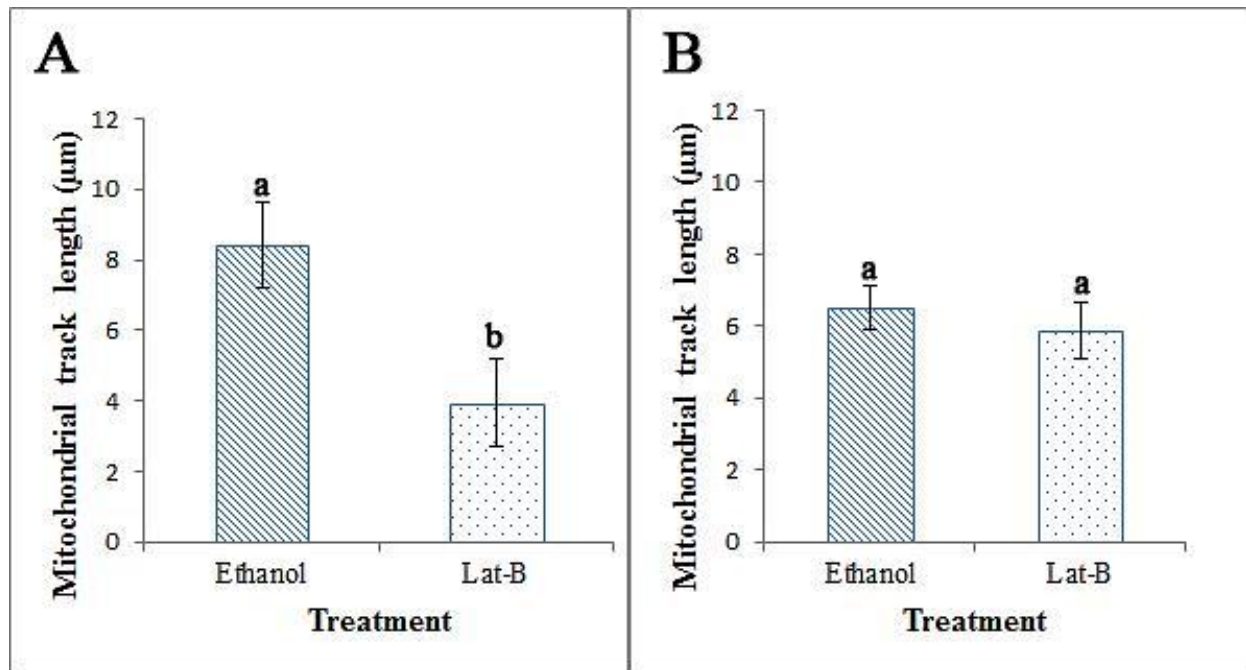 A
Mitochondrial track length (µm)
12
10
8
6
4
2
0
a
b
Ethanol
Lat-B
Treatment
B
Mitochondrial track length (µm)
12
10
8
6
4
2
0
a
a
Ethanol
Lat-B
Treatment